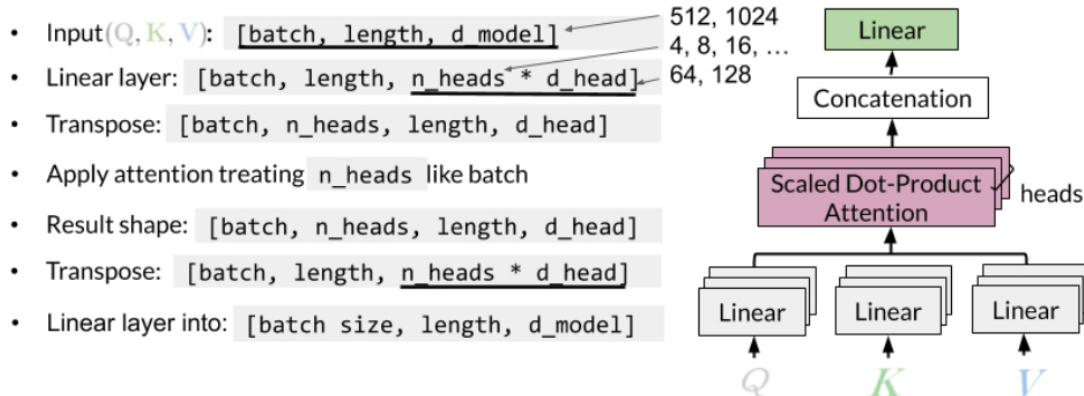 • Input(Q, K, V): [batch, length, d_model]
• Linear layer: [batch, length, n_heads * d_head]
• Transpose: [batch, n_heads, length, d_head]
• Apply attention treating n_heads like batch
• Result shape: [batch, n_heads, length, d_head]
• Transpose: [batch, length, n_heads * d_head]
• Linear layer into: [batch size, length, d_model]
512, 1024
4, 8, 16, ...
64, 128
Linear
Concatenation
Scaled Dot-Product
Attention
heads
Linear
Linear
Linear
Q
K
V